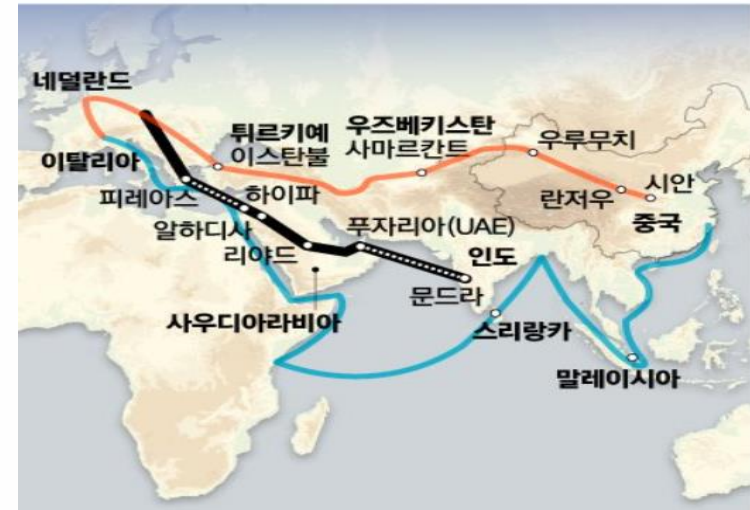 네덜란드
이탈리아
튀르키예
이스탄불
우즈베키스탄
사마르칸트
우루무치
란저우
시안
중국
피레아스
하이파
알하디사
리야드
푸자리아(UAE)
인도
문드라
사우디아라비아
스리랑카
말레이시아